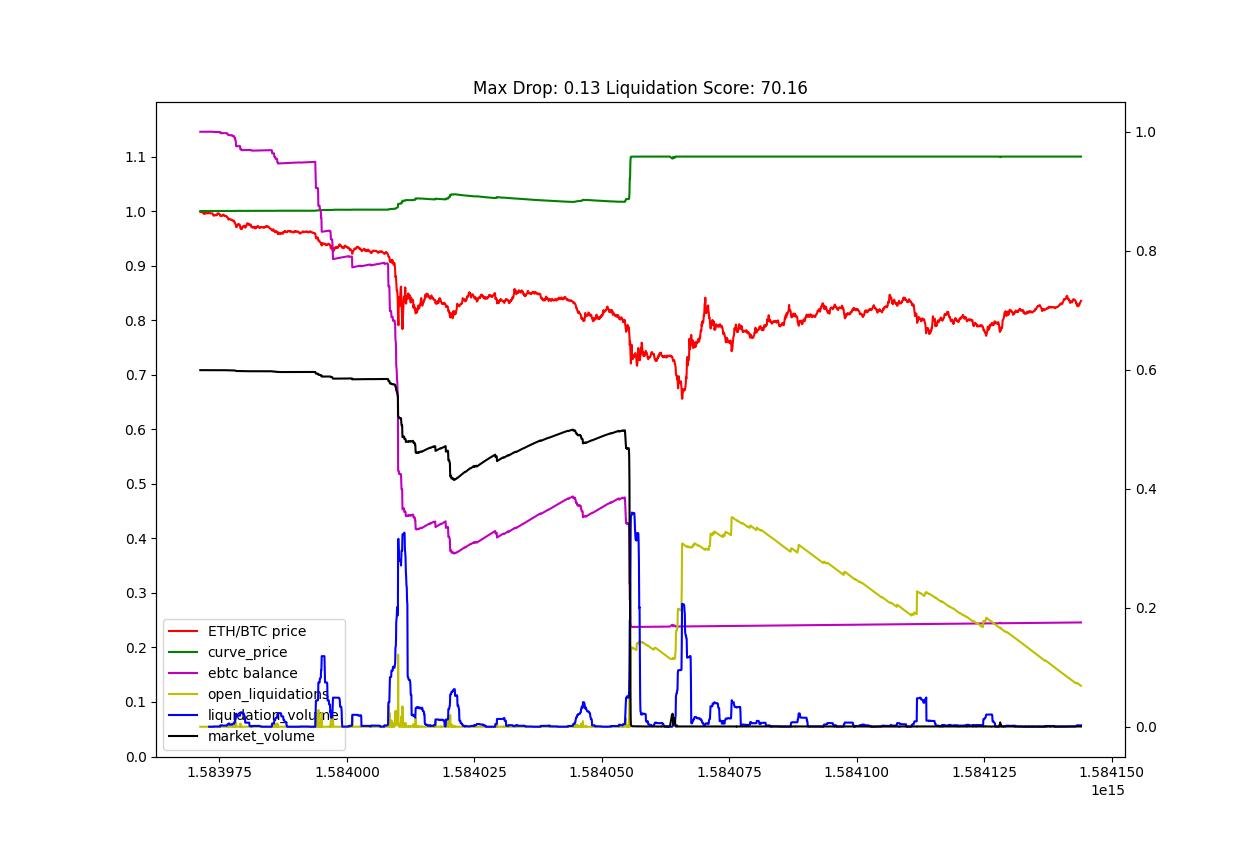 Max Drop: 0.13 Liquidation Score: 70.16
1.1
1.0
0.9
0.8
0.7
0.6
0.5
0.4
0.3
0.2
0.1
0.0
1.0
0.8
0.6
0.4
0.2
0.0
ETH/BTC price
curve_price
ebtc balance
open_liquidations
liquidation_volume
market_volume
1.583975 1.584000 1.584025 1.584050 1.584075 1.584100 1.584125 1.584150
1e15